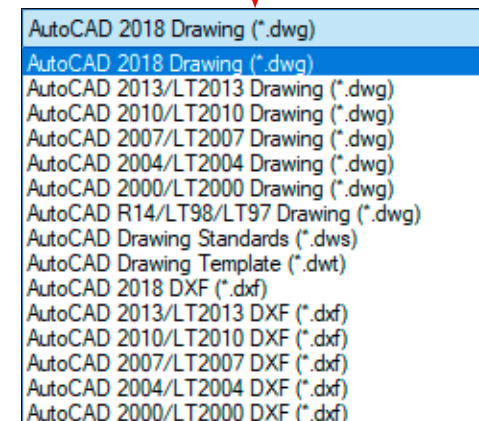 AutoCAD 2018 Drawing (*.dwg)
AutoCAD 2018 Drawing (*.dwg)
AutoCAD 2013/LT2013 Drawing (*.dwg)
AutoCAD 2010/LT2010 Drawing (*.dwg)
AutoCAD 2007/LT2007 Drawing (*.dwg)
AutoCAD 2004/LT2004 Drawing (*.dwg)
AutoCAD 2000/LT2000 Drawing (*.dwg)
AutoCAD R14/LT98/LT97 Drawing (*.dwg)
AutoCAD Drawing Standards (*.dws)
AutoCAD Drawing Template (*.dwt)
AutoCAD 2018 DXF (*.dxf)
AutoCAD 2013/LT2013 DXF (*.dxf)
AutoCAD 2010/LT2010 DXF (*.dxf)
AutoCAD 2007/LT2007 DXF (*.dxf)
AutoCAD 2004/LT2004 DXF (*.dxf)
AutoCAD 2000/LT2000 DXF (*.dxf)